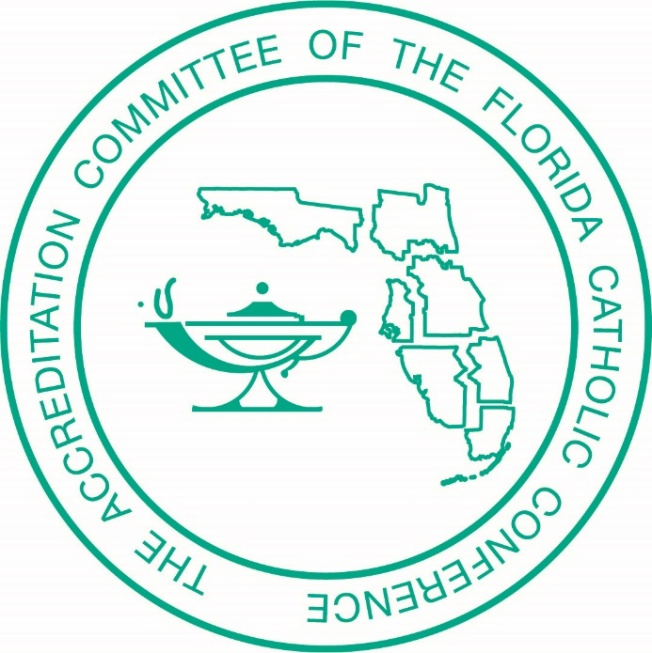 THE ACCREDITATION COMMITTEE OF THE FLORIDA CATHOLIC CONFERENCE